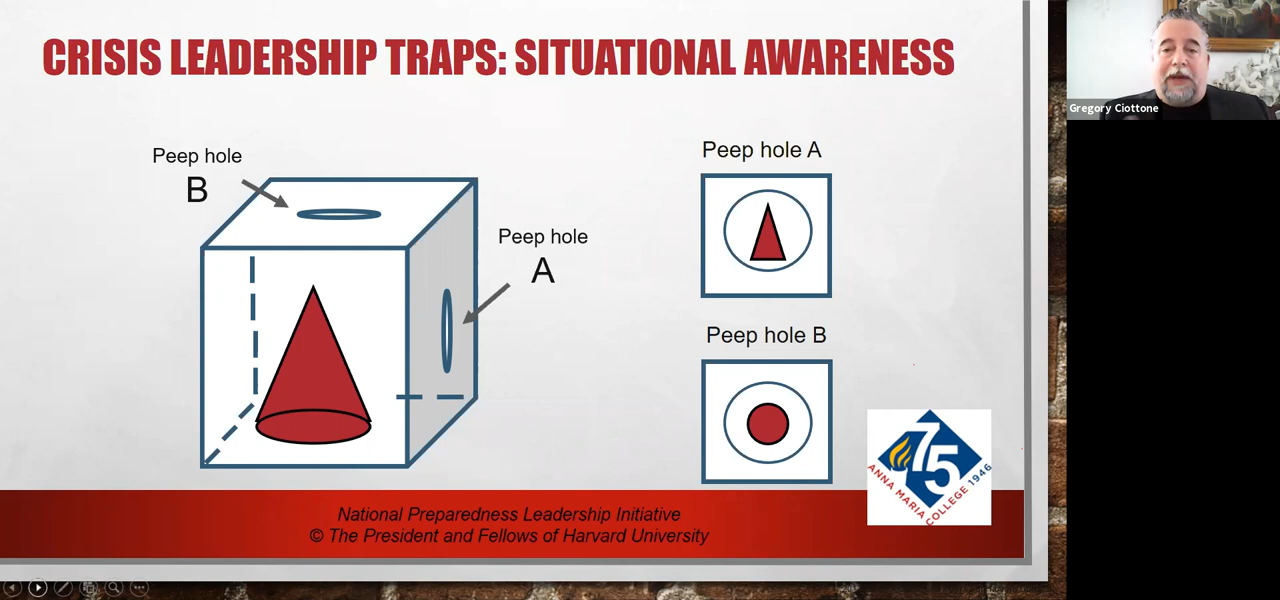 CRISIS LEADERSHIP TRAPS: SITUATIONAL AWARENESS
Gregory Ciottone
Peep hole
B
Peep hole
A
Peep hole A
Peep hole B
75
ANNA MARIA COLLEGE 1946
National Preparedness Leadership Initiative
© The President and Fellows of Harvard University